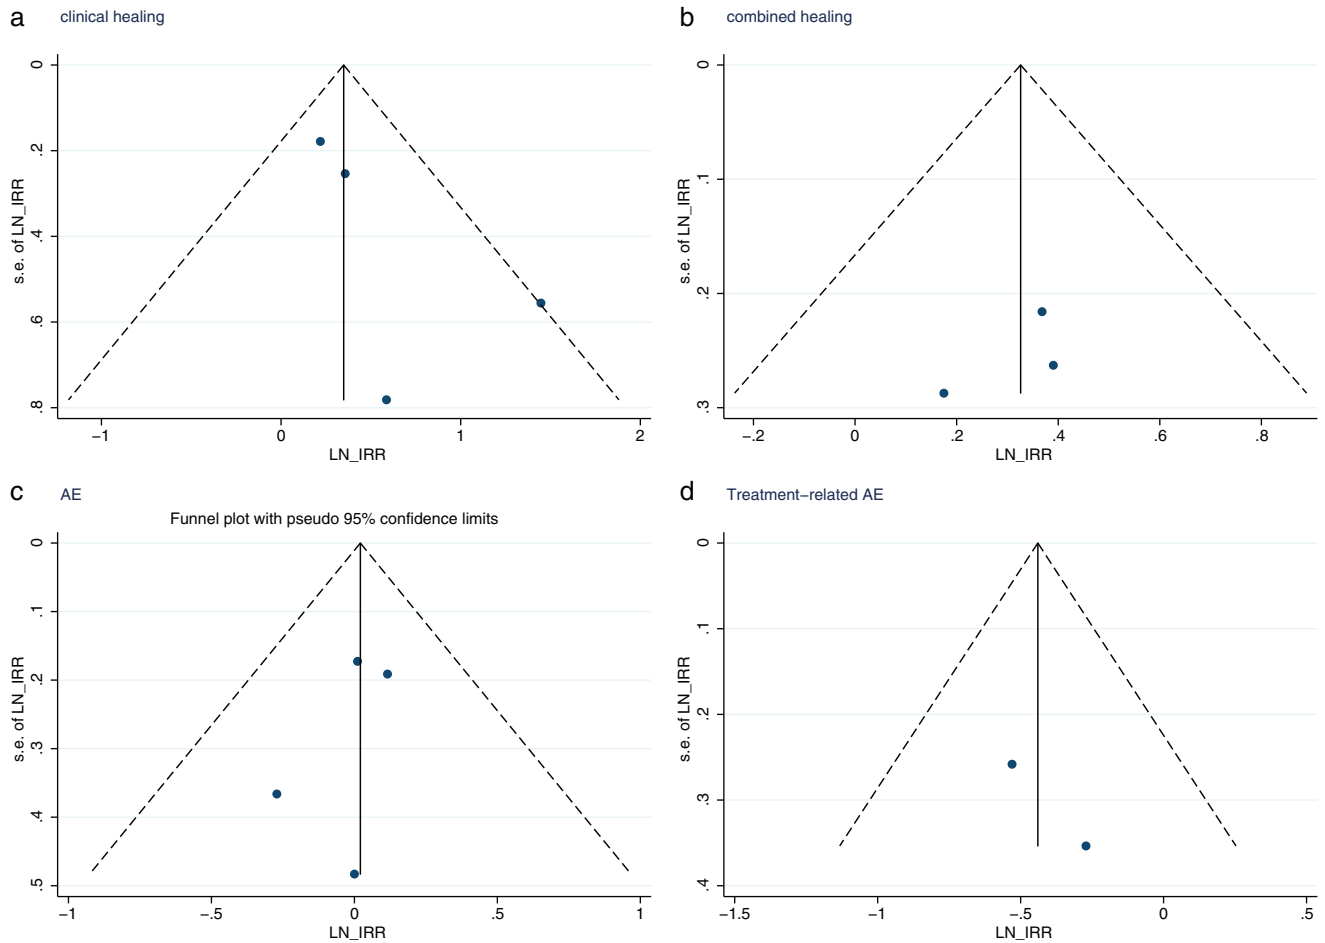 a clinical healing
0
.2
.4
.6
.8
s.e. of LN_IRR
−1 0 1 2
LN_IRR
b combined healing
0
.1
.2
.3
s.e. of LN_IRR
−.2 0 .2 .4 .6 .8
LN_IRR
c AE
Funnel plot with pseudo 95% confidence limits
0
.1
.2
.3
.4
.5
s.e. of LN_IRR
−1 −.5 0 .5 1
LN_IRR
d Treatment−related AE
0
.1
.2
.3
.4
s.e. of LN_IRR
−1.5 −1 −.5 0 .5
LN_IRR